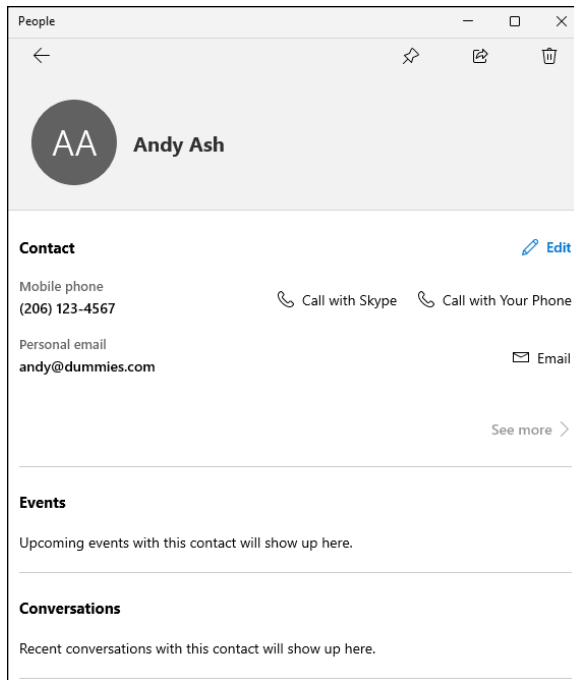 People
AA
Andy Ash
Contact
Edit
Mobile phone
(206) 123-4567
Call with Skype
Call with Your Phone
Personal email
andy@dummies.com
Email
See more
Events
Upcoming events with this contact will show up here.
Conversations
Recent conversations with this contact will show up here.